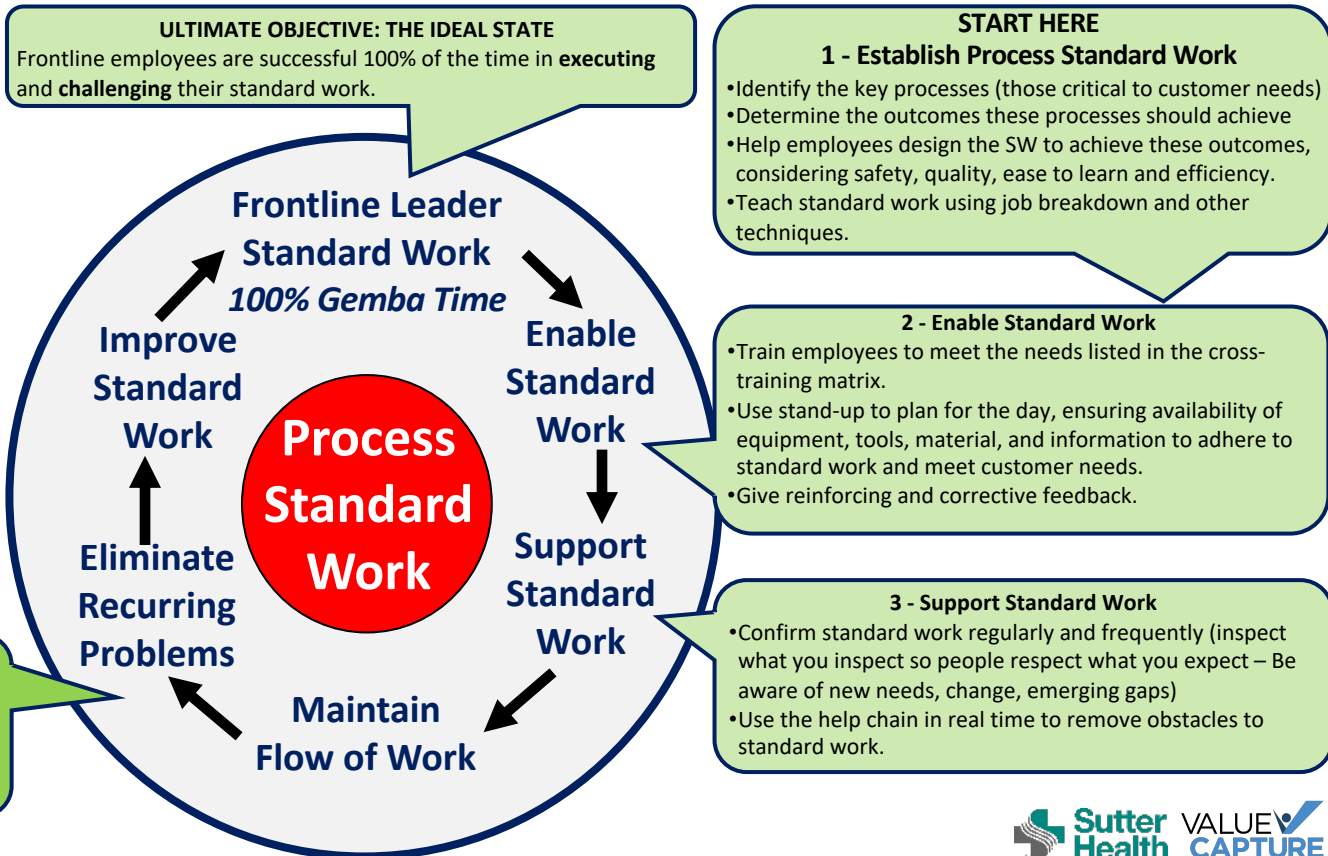 ULTIMATE OBJECTIVE: THE IDEAL STATE
Frontline employees are successful 100% of the time in executing
and challenging their standard work.
START HERE
1 - Establish Process Standard Work
•Identify the key processes (those critical to customer needs)
•Determine the outcomes these processes should achieve
•Help employees design the SW to achieve these outcomes,
considering safety, quality, ease to learn and efficiency.
•Teach standard work using job breakdown and other
techniques.
Frontline Leader
Standard Work
100% Gemba Time
Enable
Standard
Work
Support
Standard
Work
Maintain
Flow of Work
Eliminate
Recurring
Problems
Improve
Standard
Work
Process
Standard
Work
2 - Enable Standard Work
•Train employees to meet the needs listed in the cross-
training matrix.
•Use stand-up to plan for the day, ensuring availability of
equipment, tools, material, and information to adhere to
standard work and meet customer needs.
•Give reinforcing and corrective feedback.
3 - Support Standard Work
•Confirm standard work regularly and frequently (inspect
what you inspect so people respect what you expect – Be
aware of new needs, change, emerging gaps)
•Use the help chain in real time to remove obstacles to
standard work.
Sutter
Health
VALUE
CAPTURE